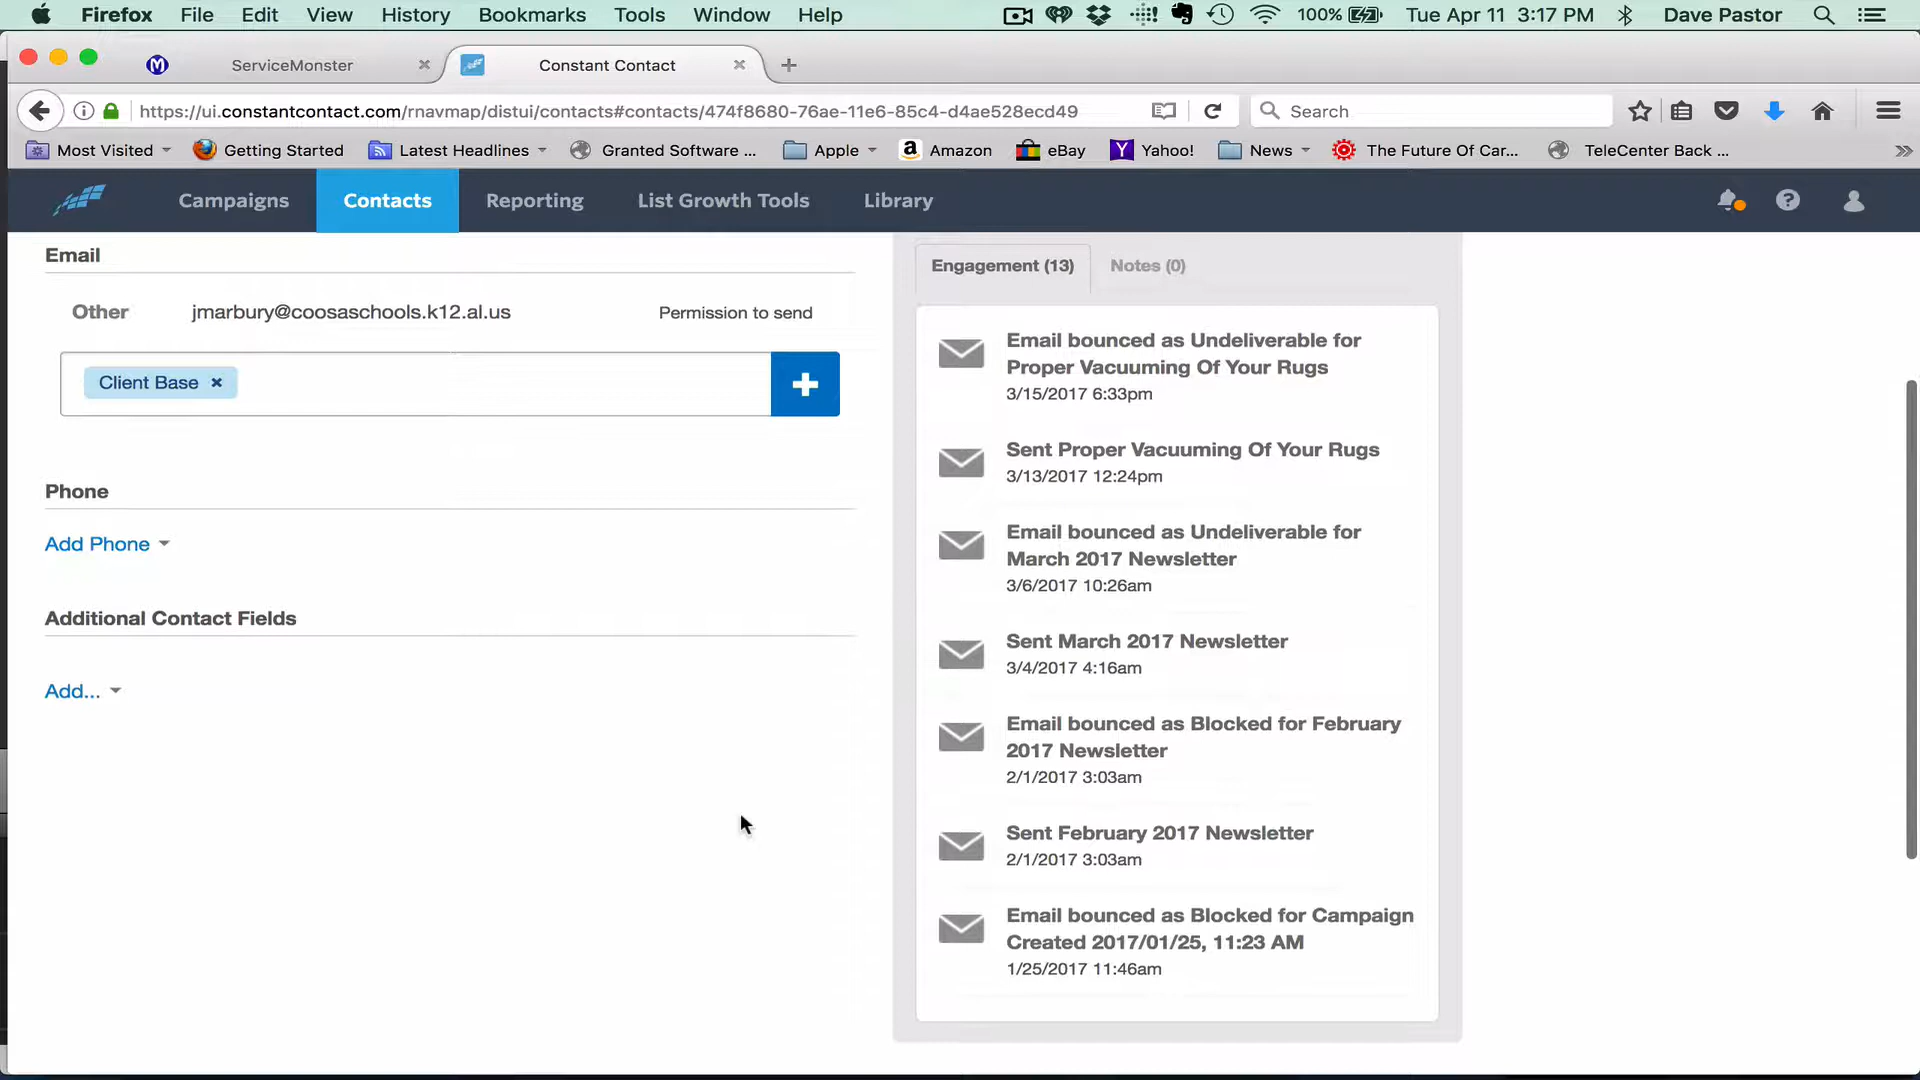 Firefox File Edit View History Bookmarks Tools Window Help 100% Tue Apr 11 3:17 PM Dave Pastor
M ServiceMonster Constant Contact
https://ui.constantcontact.com/rnavmap/distui/contacts#contacts/474f8680-76ae-11e6-85c4-d4ae528ecd49 Search
Most Visited Getting Started Latest Headlines Granted Software ... Apple a Amazon eBay Y Yahoo! News The Future Of Car... TeleCenter Back ...
Campaigns Contacts Reporting List Growth Tools Library ?
Email
Other jmarbury@coosaschools.k12.al.us Permission to send
Client Base
Phone
Add Phone
Additional Contact Fields
Add...
Engagement (13) Notes (0)
Email bounced as Undeliverable for
Proper Vacuuming Of Your Rugs
3/15/2017 6:33pm
Sent Proper Vacuuming Of Your Rugs
3/13/2017 12:24pm
Email bounced as Undeliverable for
March 2017 Newsletter
3/6/2017 10:26am
Sent March 2017 Newsletter
3/4/2017 4:16am
Email bounced as Blocked for February
2017 Newsletter
2/1/2017 3:03am
Sent February 2017 Newsletter
2/1/2017 3:03am
Email bounced as Blocked for Campaign
Created 2017/01/25, 11:23 AM
1/25/2017 11:46am